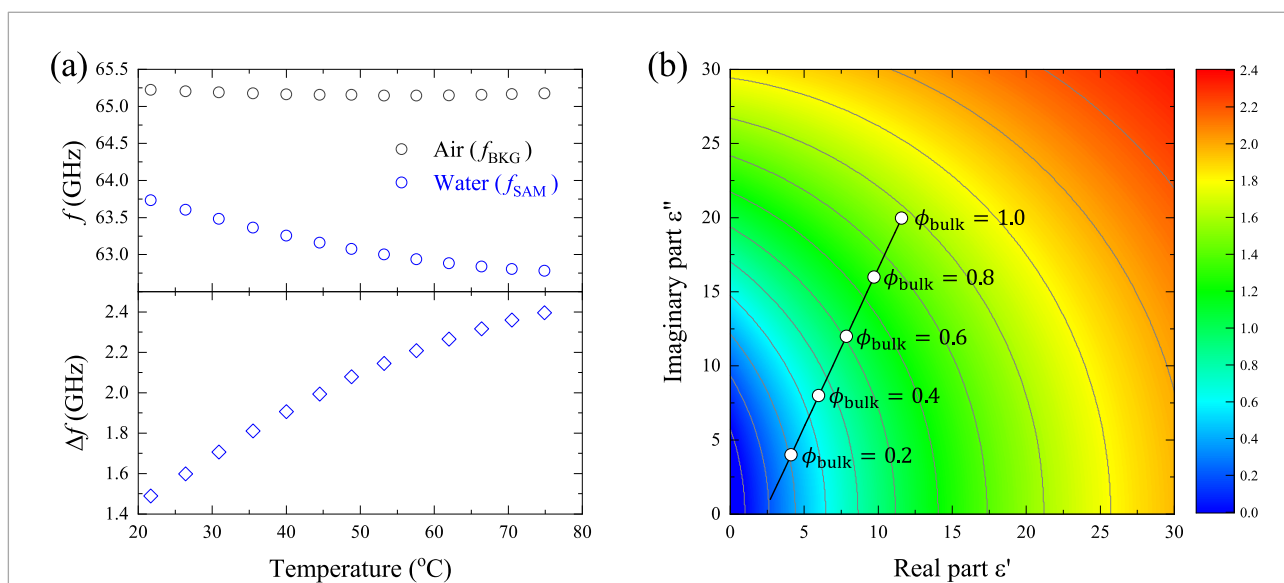 (a)
65.5
65.0
64.5
64.0
63.5
63.0
f (GHz)
Air (f_BKG)
Water (f_SAM)
2.4
2.2
2.0
1.8
1.6
1.4
Δf (GHz)
20 30 40 50 60 70 80
Temperature (°C)
(b)
30
25
20
15
10
5
0
Imaginary part ε"
ϕbulk = 1.0
ϕbulk = 0.8
ϕbulk = 0.6
ϕbulk = 0.4
ϕbulk = 0.2
0 5 10 15 20 25 30
Real part ε'
2.4
2.2
2.0
1.8
1.6
1.4
1.2
1.0
0.8
0.6
0.4
0.2
0.0